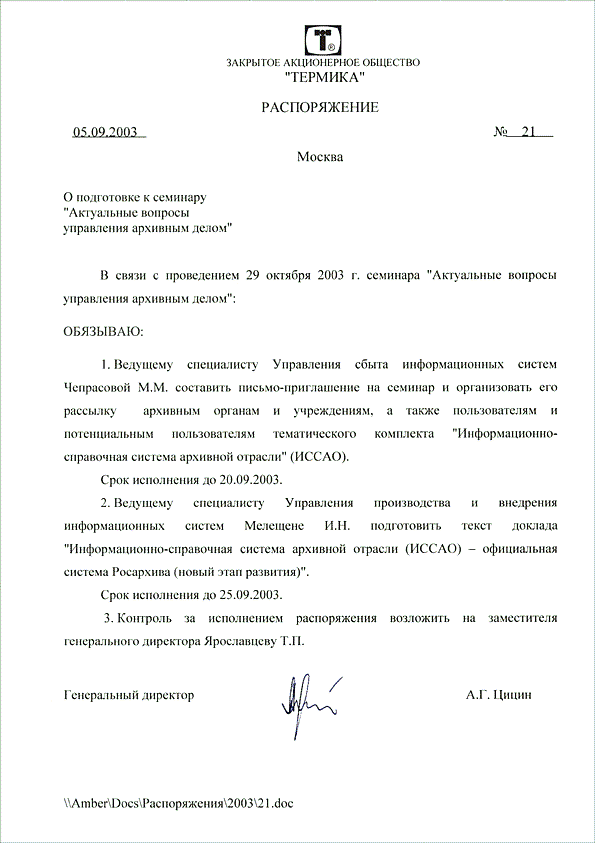 Т®
ЗАКРЫТОЕ АКЦИОНЕРНОЕ ОБЩЕСТВО
"ТЕРМИКА"
РАСПОРЯЖЕНИЕ
05.09.2003 № 21
Москва
О подготовке к семинару
"Актуальные вопросы
управления архивным делом"
В связи с проведением 29 октября 2003 г. семинара "Актуальные вопросы
управления архивным делом":
ОБЯЗЫВАЮ:
1. Ведущему специалисту Управления сбыта информационных систем
Чепрасовой М.М. составить письмо-приглашение на семинар и организовать его
рассылку архивным органам и учреждениям, а также пользователям и
потенциальным пользователям тематического комплекта "Информационно-
справочная система архивной отрасли" (ИССАО).
Срок исполнения до 20.09.2003.
2. Ведущему специалисту Управления производства и внедрения
информационных систем Мелещене И.Н. подготовить текст доклада
"Информационно-справочная система архивной отрасли (ИССАО) – официальная
система Росархива (новый этап развития)".
Срок исполнения до 25.09.2003.
3. Контроль за исполнением распоряжения возложить на заместителя
генерального директора Ярославцеву Т.П.
Генеральный директор А.Г. Цицин
\\Amber\Docs\Распоряжения\2003\21.doc